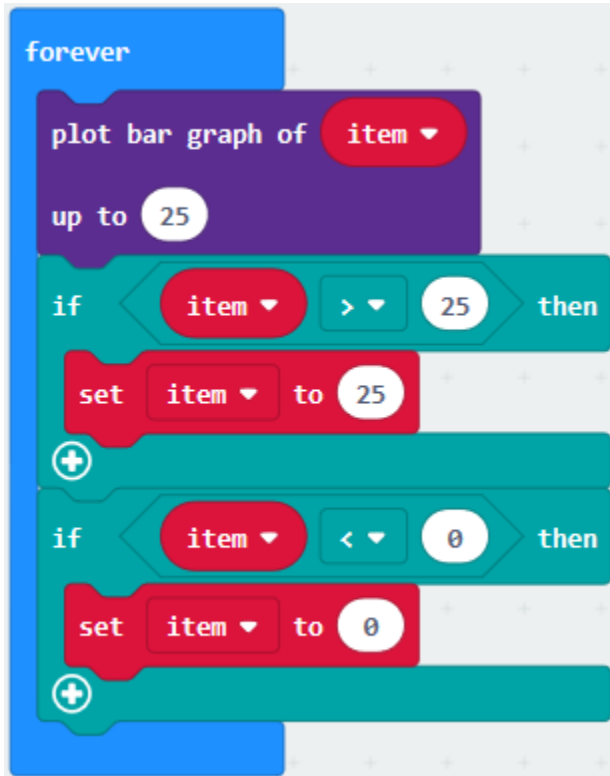 forever
plot bar graph of item
up to 25
if item > 25 then
set item to 25
if item < 0 then
set item to 0